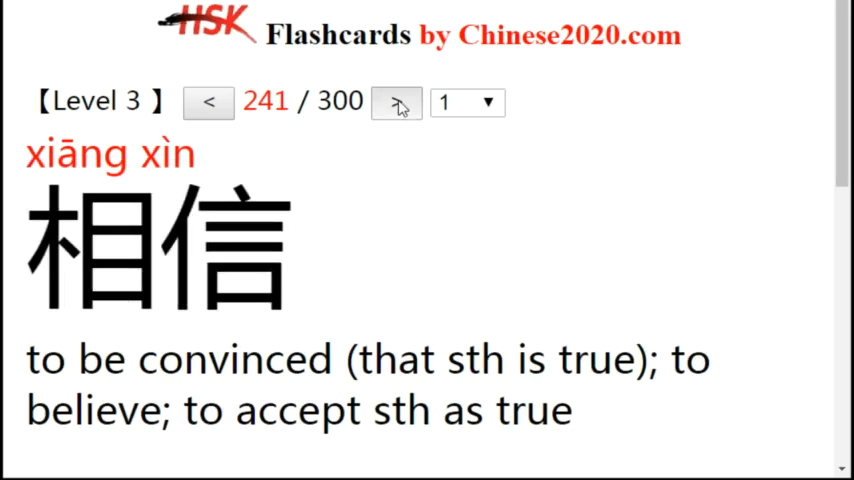 HSK Flashcards by Chinese2020.com
【Level 3 】 < 241 / 300 > 1 ▼
xiāng xìn
相信
to be convinced (that sth is true); to
believe; to accept sth as true